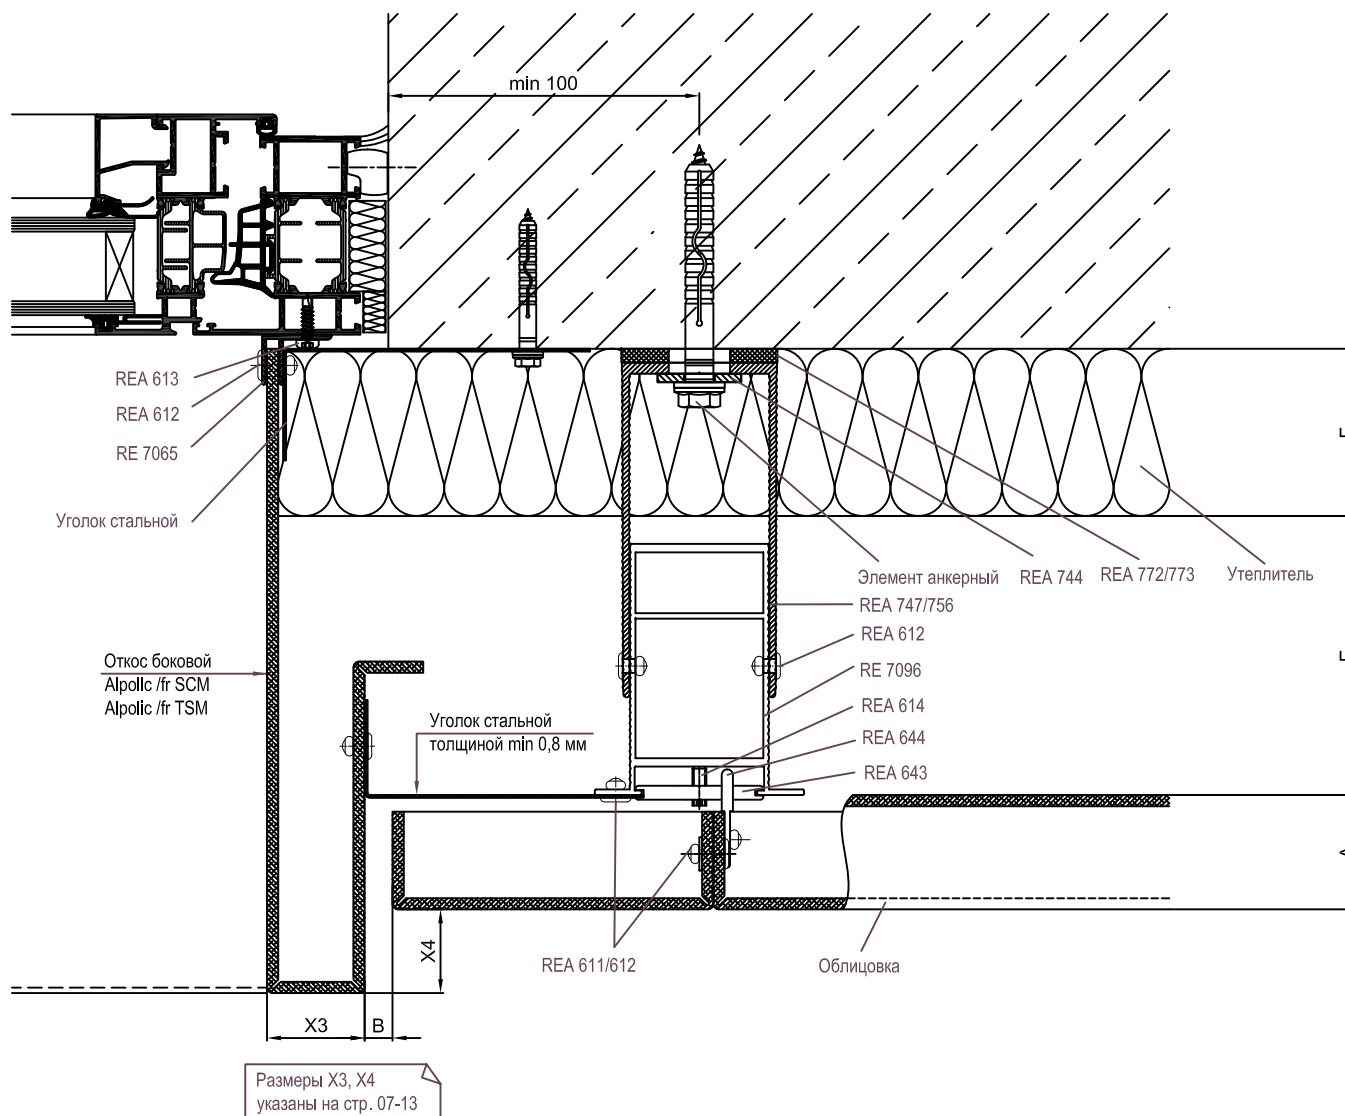 min 100
REA 613
REA 612
RE 7065
Уголок стальной
Элемент анкерный
REA 744
REA 772/773
Утеплитель
REA 747/756
REA 612
RE 7096
REA 614
REA 644
REA 643
Откос боковой
Alpolic /fr SCM
Alpolic /fr TSM
Уголок стальной
толщиной min 0,8 мм
X4
REA 611/612
Облицовка
X3
B
Размеры X3, X4
указаны на стр. 07-13